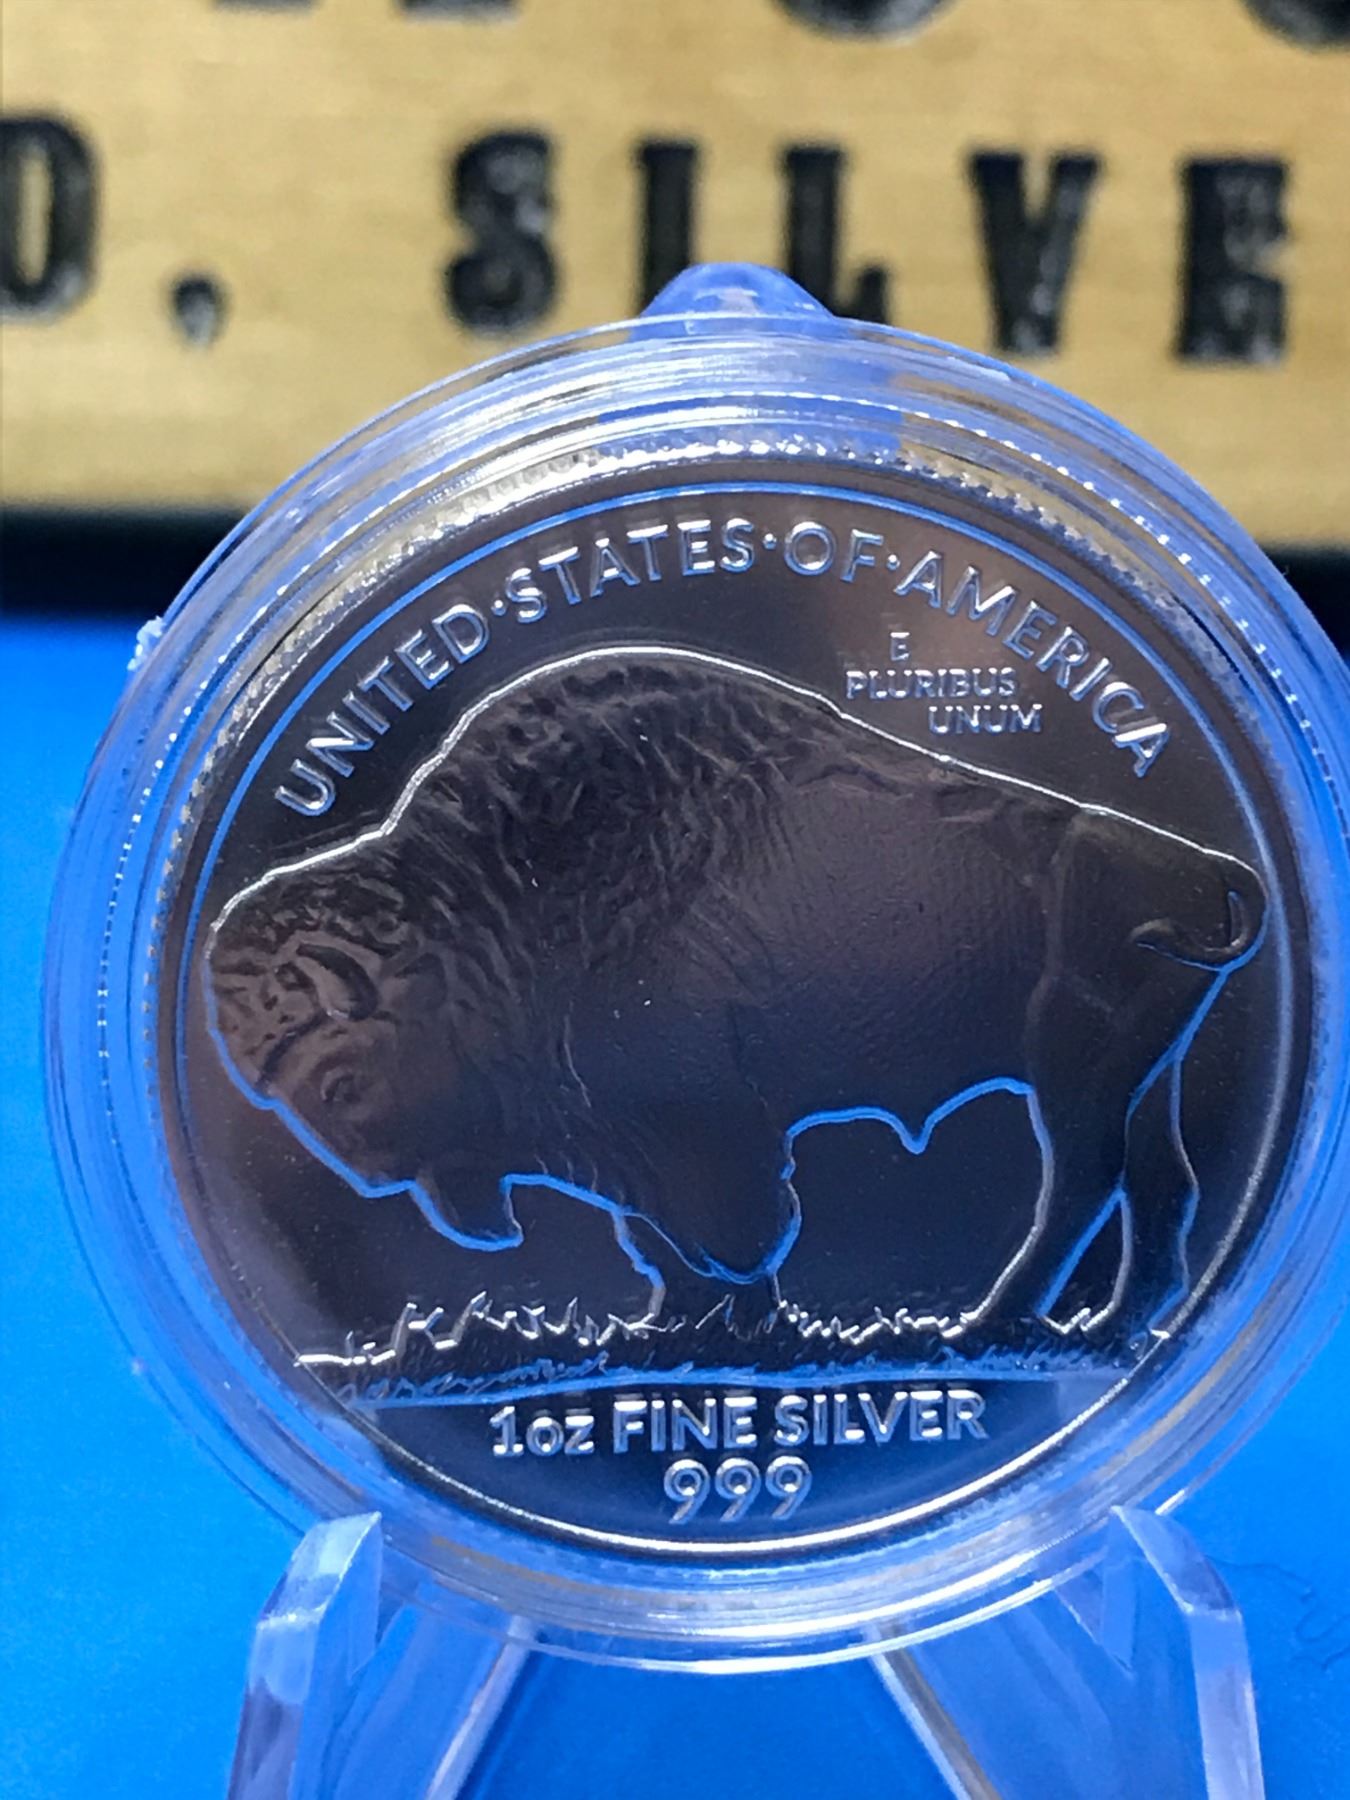 O. SILVE
UNITED·STATES·OF·AMERICA
E
PLURIBUS
UNUM
1oz FINE SILVER
999